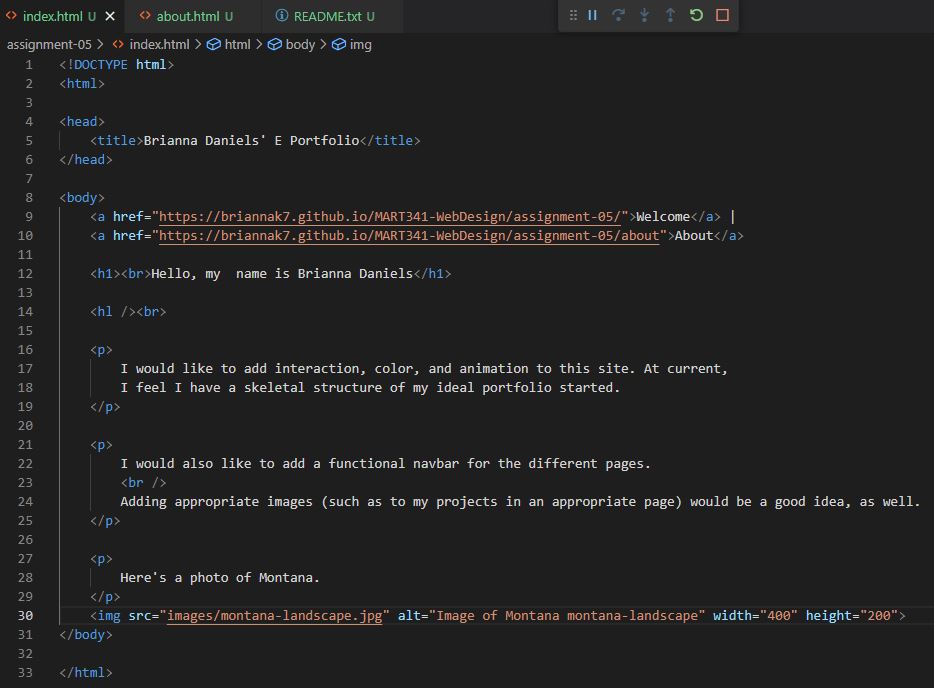 index.html U
about.html U
README.txt U
assignment-05 > index.html > html > body > img
1 <!DOCTYPE html>
2 <html>
3
4 <head>
5 <title>Brianna Daniels' E Portfolio</title>
6 </head>
7
8 <body>
9 <a href="https://briannak7.github.io/MART341-WebDesign/assignment-05/">Welcome</a> |
10 <a href="https://briannak7.github.io/MART341-WebDesign/assignment-05/about">About</a>
11
12 <h1><br>Hello, my  name is Brianna Daniels</h1>
13
14 <hl /><br>
15
16 <p>
17 I would like to add interaction, color, and animation to this site. At current,
18 I feel I have a skeletal structure of my ideal portfolio started.
19 </p>
20
21 <p>
22 I would also like to add a functional navbar for the different pages.
23 <br />
24 Adding appropriate images (such as to my projects in an appropriate page) would be a good idea, as well.
25 </p>
26
27 <p>
28 Here's a photo of Montana.
29 </p>
30 <img src="images/montana-landscape.jpg" alt="Image of Montana montana-landscape" width="400" height="200">
31 </body>
32
33 </html>